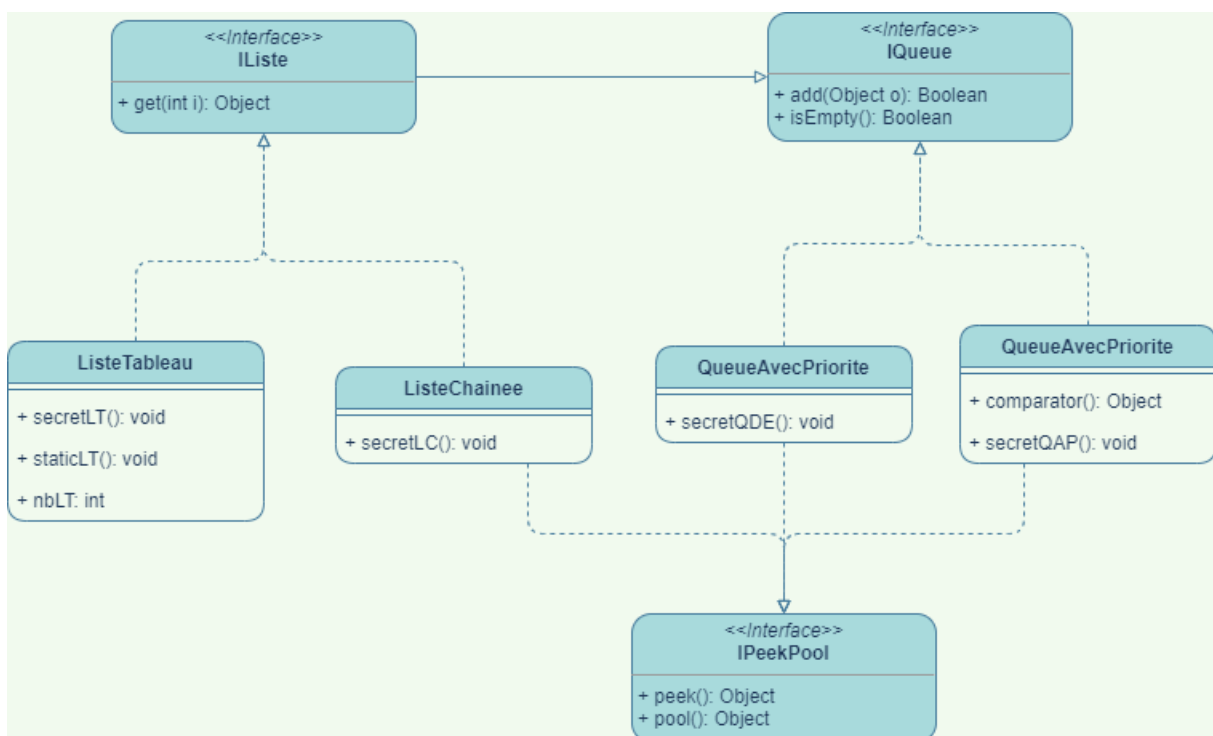 <<Interface>>
IListe
+ get(int i): Object
<<Interface>>
IQueue
+ add(Object o): Boolean
+ isEmpty(): Boolean
ListeTableau
+ secretLT(): void
+ staticLT(): void
+ nbLT: int
ListeChainee
+ secretLC(): void
QueueAvecPriorite
+ secretQDE(): void
QueueAvecPriorite
+ comparator(): Object
+ secretQAP(): void
<<Interface>>
IPeekPool
+ peek(): Object
+ pool(): Object